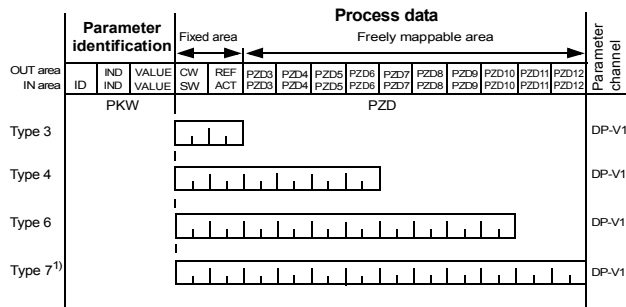 Parameter identification
Process data
Fixed area
Freely mappable area
Parameter channel
OUT area IND VALUE CW REF PZD3 PZD4 PZD5 PZD6 PZD7 PZD8 PZD9 PZD10 PZD11 PZD12
IN area ID IND VALUE SW ACT PZD3 PZD4 PZD5 PZD6 PZD7 PZD8 PZD9 PZD10 PZD11 PZD12
PKW PZD
Type 3 DP-V1
Type 4 DP-V1
Type 6 DP-V1
Type 7¹⁾ DP-V1